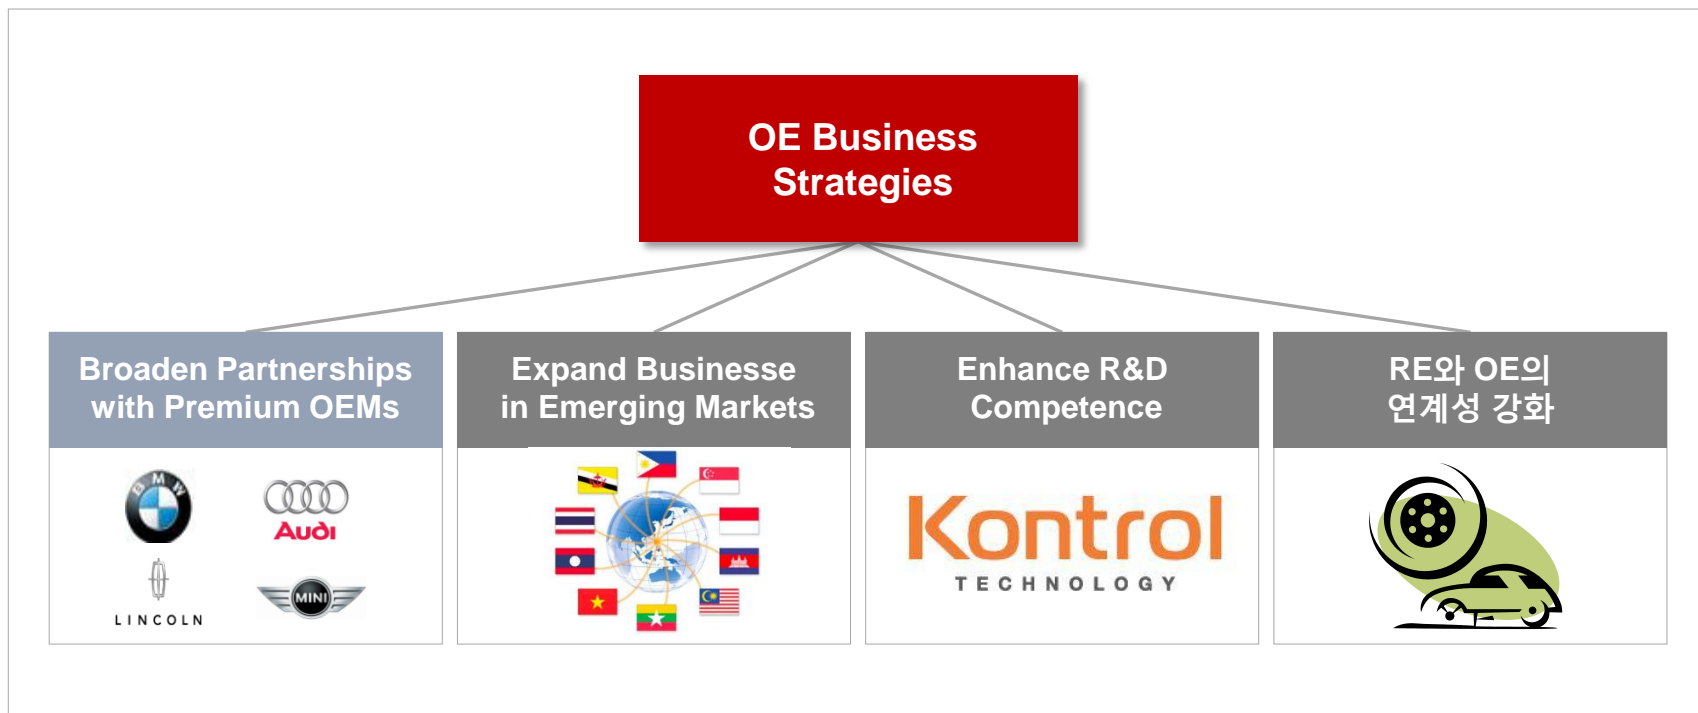 OE Business
Strategies
Broaden Partnerships
with Premium OEMs
Expand Businesse
in Emerging Markets
Enhance R&D
Competence
RE와 OE의
연계성 강화
BMW
Audi
LINCOLN
MINI
Kontrol
TECHNOLOGY